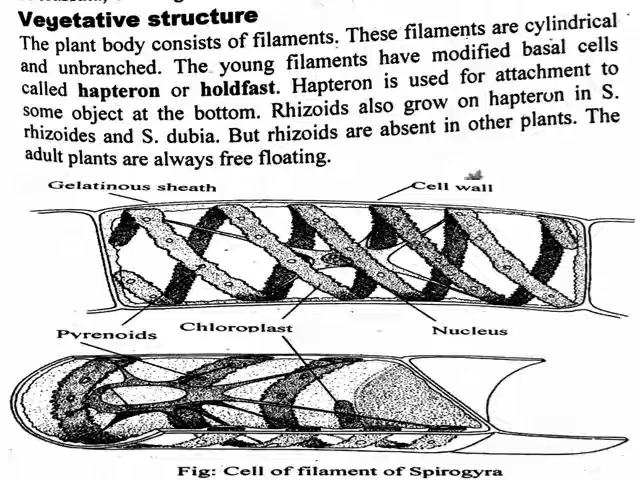 Vegetative structure
The plant body consists of filaments. These filaments are cylindrical
and unbranched. The young filaments have modified basal cells
called hapteron or holdfast. Hapteron is used for attachment to
some object at the bottom. Rhizoids also grow on hapteron in S.
rhizoides and S. dubia. But rhizoids are absent in other plants. The
adult plants are always free floating.
Gelatinous sheath
Cell wall
Pyrenoids
Chloroplast
Nucleus
Fig: Cell of filament of Spirogyra